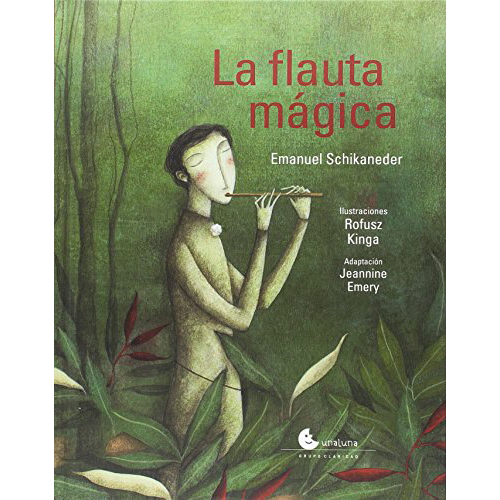 La flauta
mágica
Emanuel Schikaneder
Ilustraciones
Rofusz
Kinga
Adaptación
Jeannine
Emery
unaLuna
GRUPO CLARIDAD